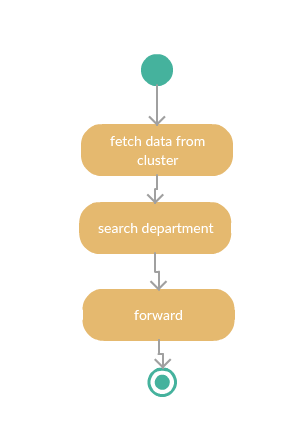 fetch data from
cluster
search department
forward